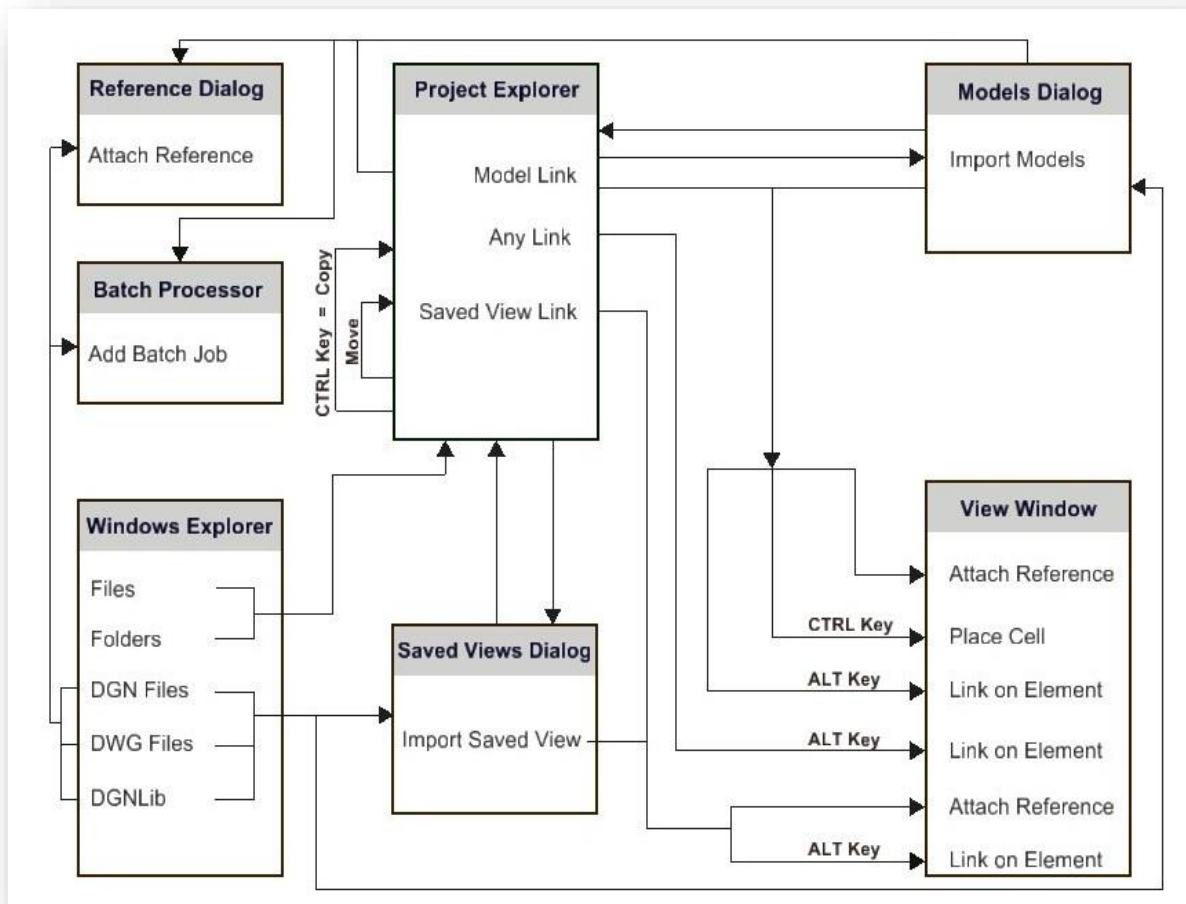 Reference Dialog
Attach Reference
Batch Processor
Add Batch Job
Project Explorer
Model Link
Any Link
Saved View Link
CTRL Key = Copy
Move
Models Dialog
Import Models
Windows Explorer
Files
Folders
DGN Files
DWG Files
DGNLib
Saved Views Dialog
Import Saved View
View Window
Attach Reference
CTRL Key
Place Cell
ALT Key
Link on Element
ALT Key
Link on Element
Attach Reference
ALT Key
Link on Element